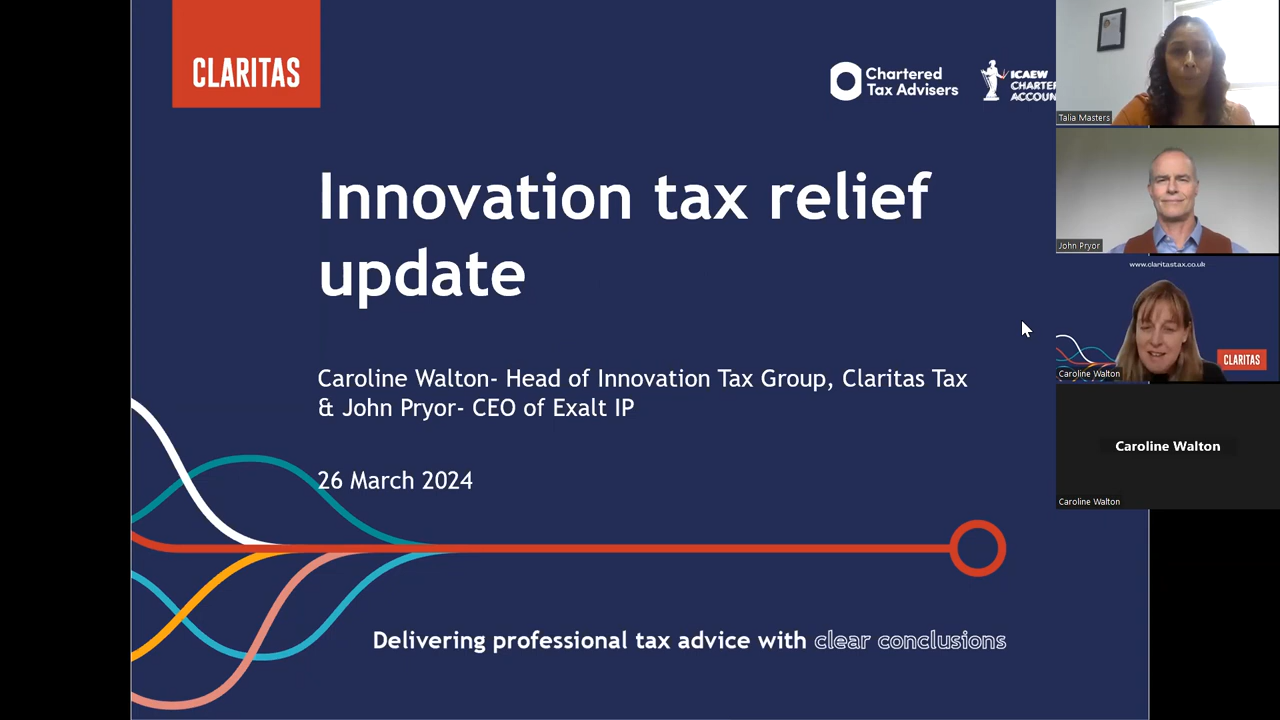 CLARITAS
Chartered
Tax Advisers
ICAEW
CHARTER
ACCOUN
Innovation tax relief
update
Caroline Walton- Head of Innovation Tax Group, Claritas Tax
& John Pryor- CEO of Exalt IP
26 March 2024
Delivering professional tax advice with clear conclusions
Talia Masters
John Pryor
www.claritastax.co.uk
CLARITAS
Caroline Walton
Caroline Walton
Caroline Walton